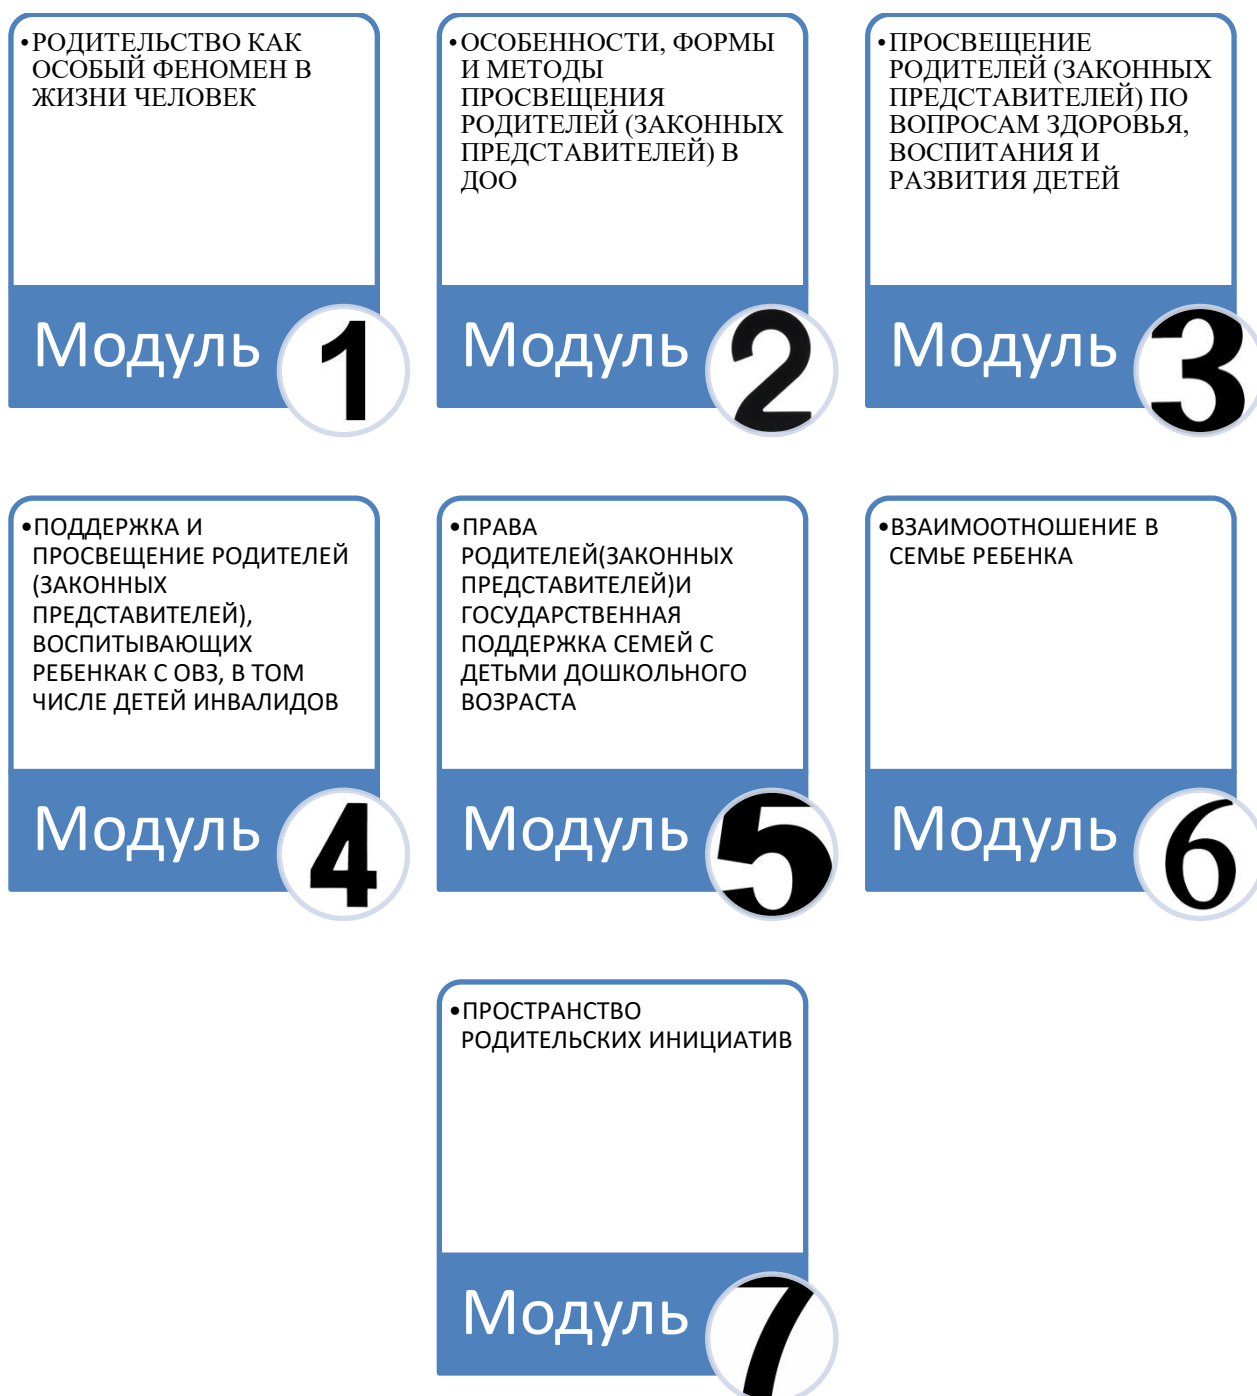 •РОДИТЕЛЬСТВО КАК
ОСОБЫЙ ФЕНОМЕН В
ЖИЗНИ ЧЕЛОВЕК
Модуль 1
•ОСОБЕННОСТИ, ФОРМЫ
И МЕТОДЫ
ПРОСВЕЩЕНИЯ
РОДИТЕЛЕЙ (ЗАКОННЫХ
ПРЕДСТАВИТЕЛЕЙ) В
ДОО
Модуль 2
•ПРОСВЕЩЕНИЕ
РОДИТЕЛЕЙ (ЗАКОННЫХ
ПРЕДСТАВИТЕЛЕЙ) ПО
ВОПРОСАМ ЗДОРОВЬЯ,
ВОСПИТАНИЯ И
РАЗВИТИЯ ДЕТЕЙ
Модуль 3
•ПОДДЕРЖКА И
ПРОСВЕЩЕНИЕ РОДИТЕЛЕЙ
(ЗАКОННЫХ
ПРЕДСТАВИТЕЛЕЙ),
ВОСПИТЫВАЮЩИХ
РЕБЕНКАК С ОВЗ, В ТОМ
ЧИСЛЕ ДЕТЕЙ ИНВАЛИДОВ
Модуль 4
•ПРАВА
РОДИТЕЛЕЙ(ЗАКОННЫХ
ПРЕДСТАВИТЕЛЕЙ)И
ГОСУДАРСТВЕННАЯ
ПОДДЕРЖКА СЕМЕЙ С
ДЕТЬМИ ДОШКОЛЬНОГО
ВОЗРАСТА
Модуль 5
•ВЗАИМООТНОШЕНИЕ В
СЕМЬЕ РЕБЕНКА
Модуль 6
•ПРОСТРАНСТВО
РОДИТЕЛЬСКИХ ИНИЦИАТИВ
Модуль 7